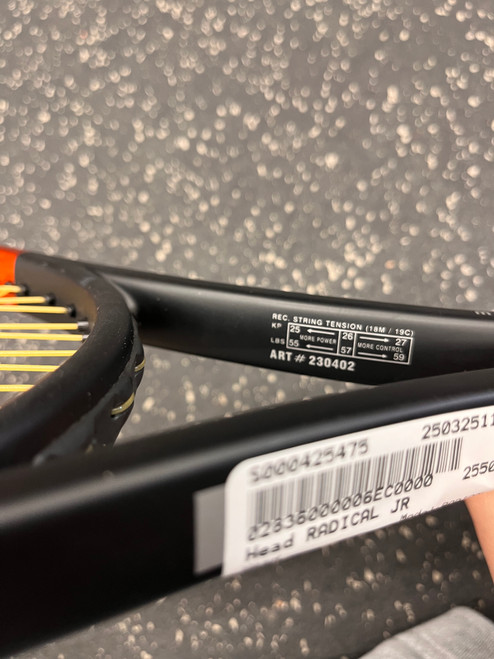 REC. STRING TENSION (18M / 19C)
KP 25 26 27
MORE POWER MORE CONTROL
LBS 55 57 59
ART # 230402
S000425475 25032511
2550
02836000006EC0000
Head RADICAL JR